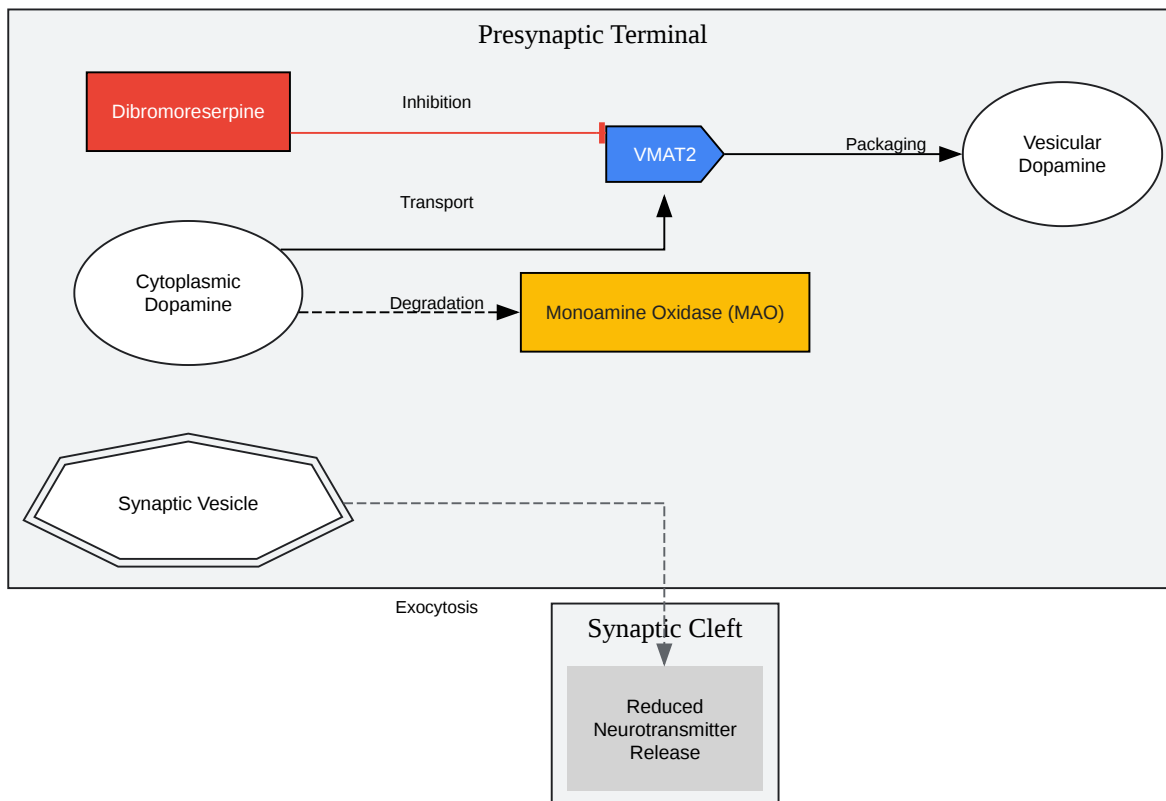 Presynaptic Terminal
Dibromoreserpine
Inhibition
VMAT2
Packaging
Vesicular
Dopamine
Transport
Cytoplasmic
Dopamine
Degradation
Monoamine Oxidase (MAO)
Synaptic Vesicle
Exocytosis
Synaptic Cleft
Reduced
Neurotransmitter
Release